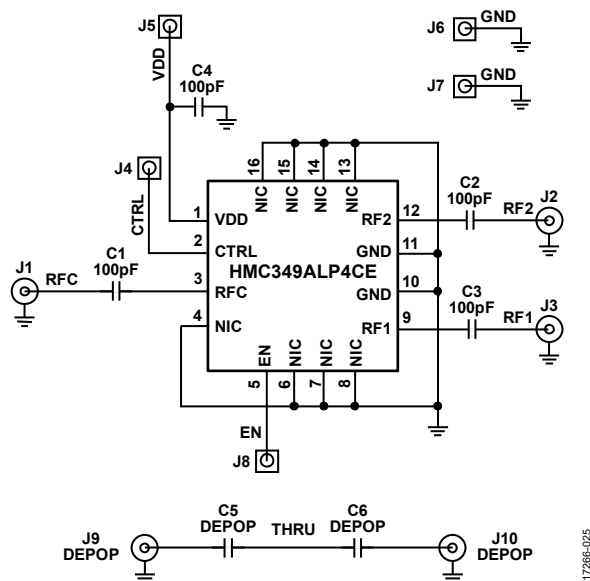 J5
VDD
C4
100pF
J6
GND
J7
GND
J4
CTRL
16
15
14
13
NIC
NIC
NIC
NIC
1
VDD
2
CTRL
HMC349ALP4CE
3
RFC
4
NIC
RF2
12
GND
11
GND
10
RF1
9
C2
100pF
RF2
J2
C3
100pF
RF1
J3
J1
RFC
C1
100pF
EN
NIC
NIC
NIC
5
6
7
8
EN
J8
J9
DEPOP
C5
DEPOP
THRU
C6
DEPOP
J10
DEPOP
17266-025